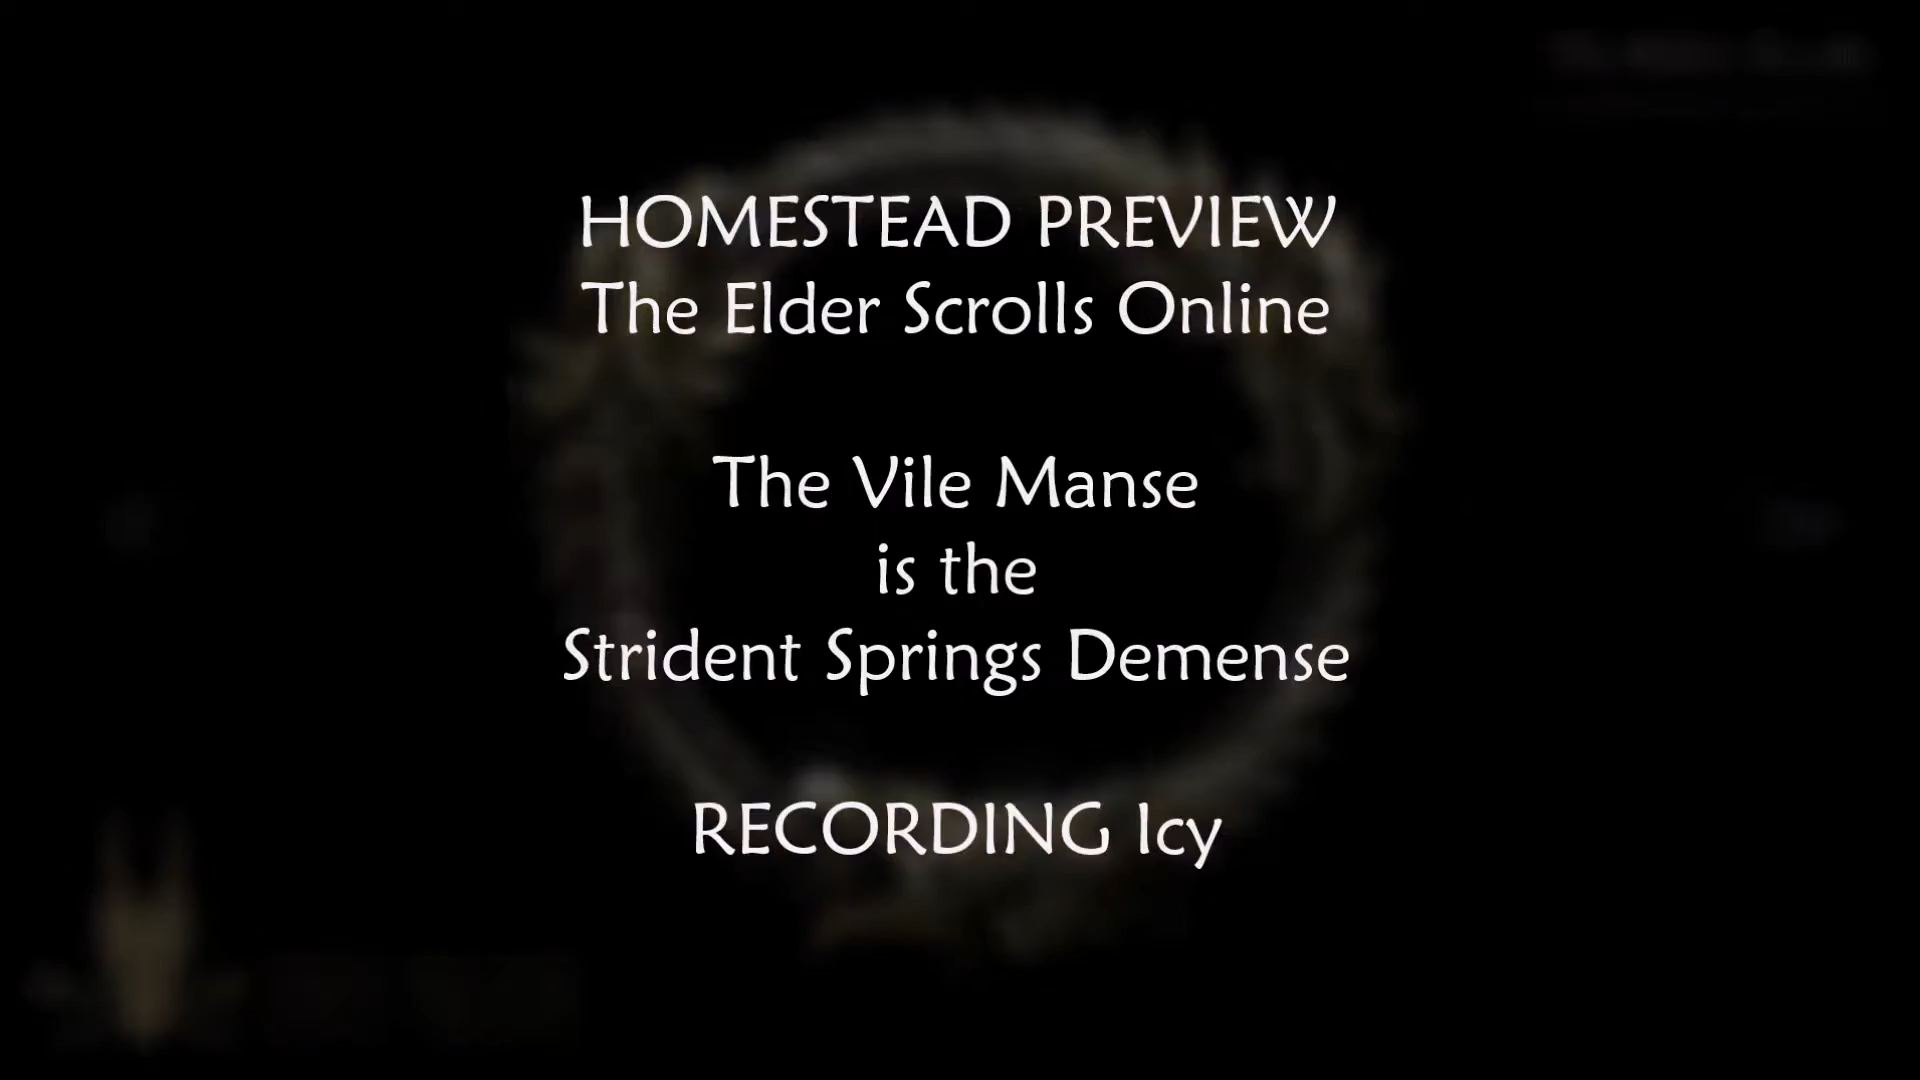 HOMESTEAD PREVIEW
The Elder Scrolls Online
The Vile Manse
is the
Strident Springs Demense
RECORDING Icy